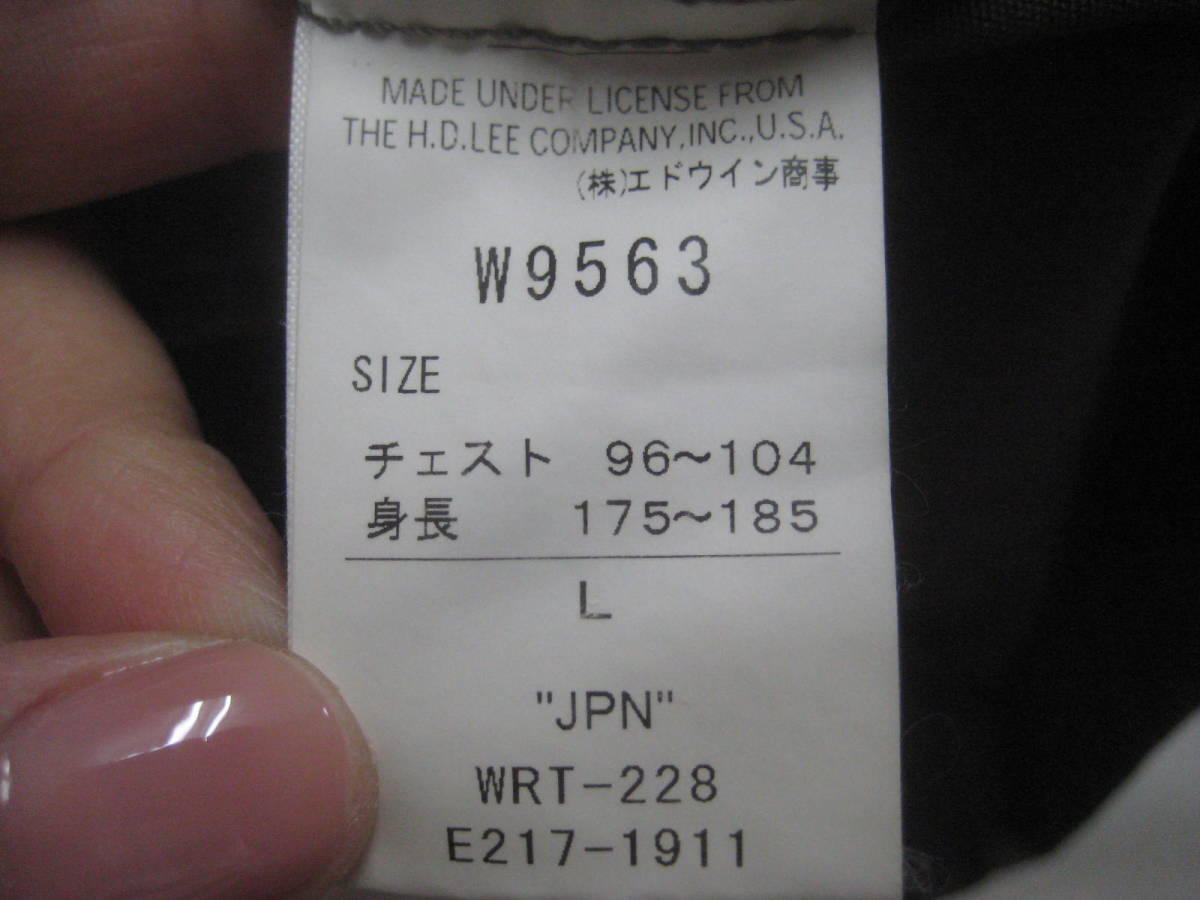 MADE UNDER LICENSE FROM
THE H.D.LEE COMPANY,INC.,U.S.A.
(株)エドウイン商事
W9563
SIZE
チェスト 96～104
身長 175～185
L
"JPN"
WRT-228
E217-1911